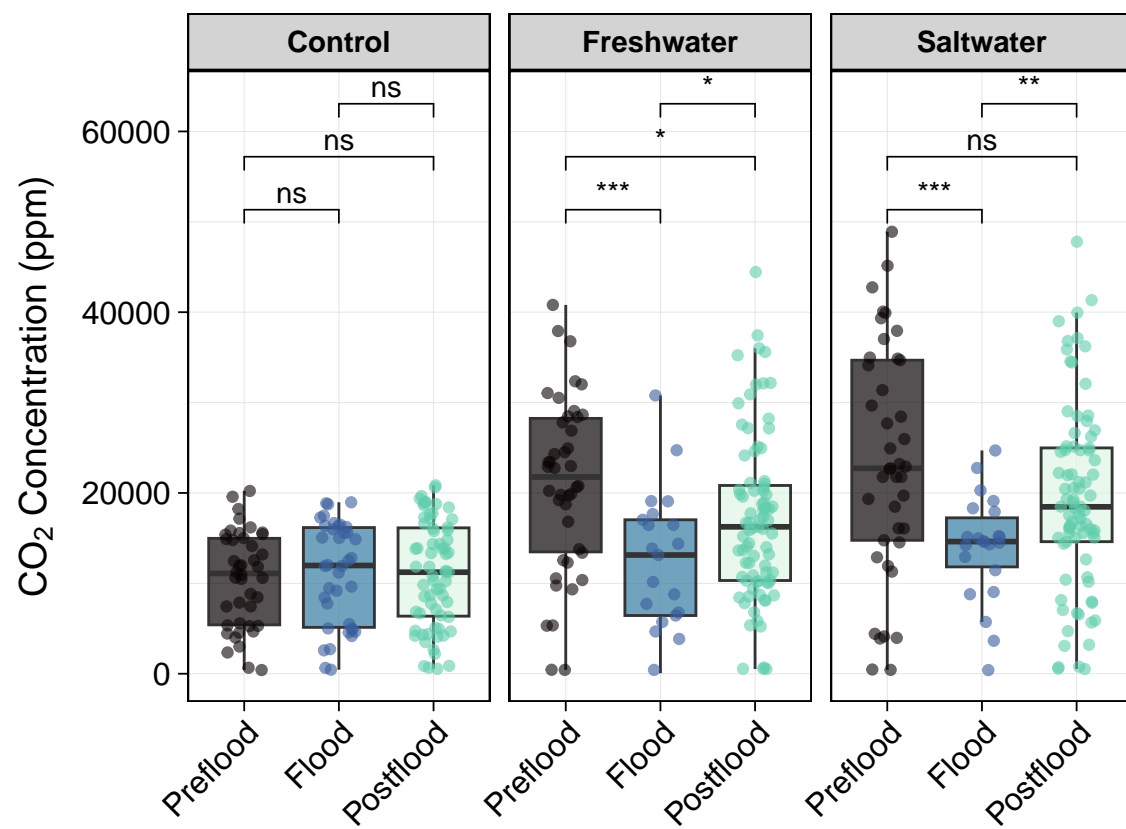 Control
Freshwater
Saltwater
ns
ns
ns
*
*
***
**
ns
***
CO₂ Concentration (ppm)
60000
40000
20000
0
Preflood
Flood
Postflood
Preflood
Flood
Postflood
Preflood
Flood
Postflood